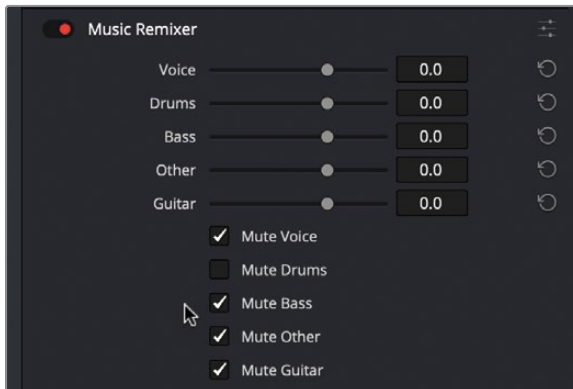 Music Remixer
Voice 0.0
Drums 0.0
Bass 0.0
Other 0.0
Guitar 0.0
Mute Voice
Mute Drums
Mute Bass
Mute Other
Mute Guitar